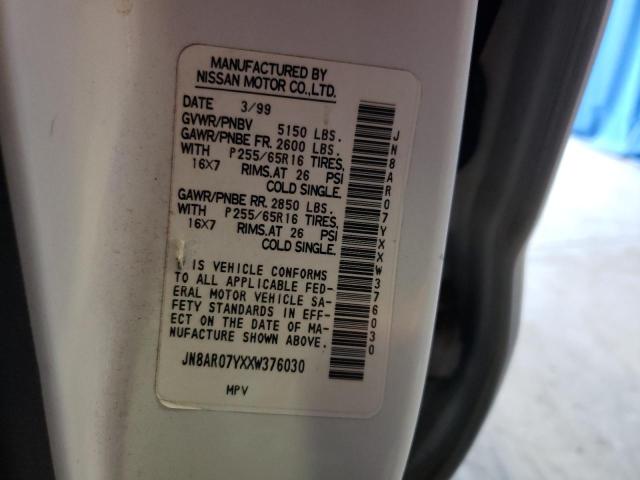 MANUFACTURED BY
NISSAN MOTOR CO.,LTD.
DATE 3/99
GVWR/PNBV 5150 LBS.
GAWR/PNBE FR. 2600 LBS.
WITH P255/65R16 TIRES,
16X7 RIMS,AT 26 PSI
COLD SINGLE.
GAWR/PNBE RR. 2850 LBS.
WITH P255/65R16 TIRES,
16X7 RIMS,AT 26 PSI
COLD SINGLE.
IS VEHICLE CONFORMS
TO ALL APPLICABLE FED-
ERAL MOTOR VEHICLE SA-
FETY STANDARDS IN EFF-
ECT ON THE DATE OF MA-
NUFACTURE SHOWN ABOVE.
JN8AR07YXXW376030
MPV
JN8AR07YXXW376030